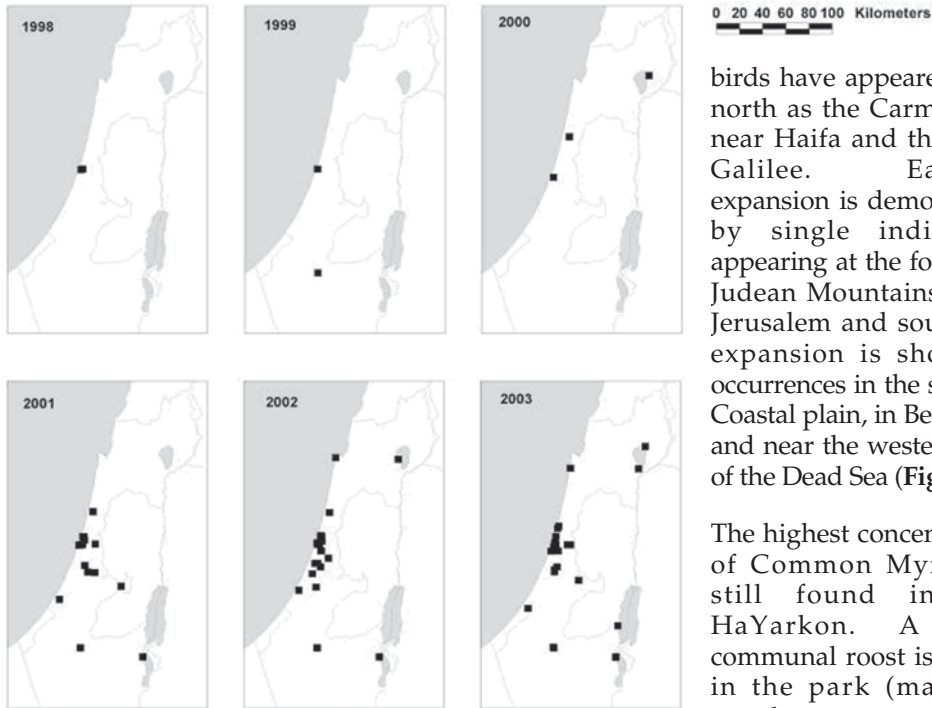 1998
1999
2000
0 20 40 60 80 100 Kilometers
2001
2002
2003
birds have appeare
north as the Carm
near Haifa and th
Galilee. Ea
expansion is demo
by single indi
appearing at the fo
Judean Mountains
Jerusalem and sou
expansion is sho
occurrences in the s
Coastal plain, in Be
and near the weste
of the Dead Sea (Fig
The highest concen
of Common Myn
still found in
HaYarkon. A
communal roost is
in the park (ma